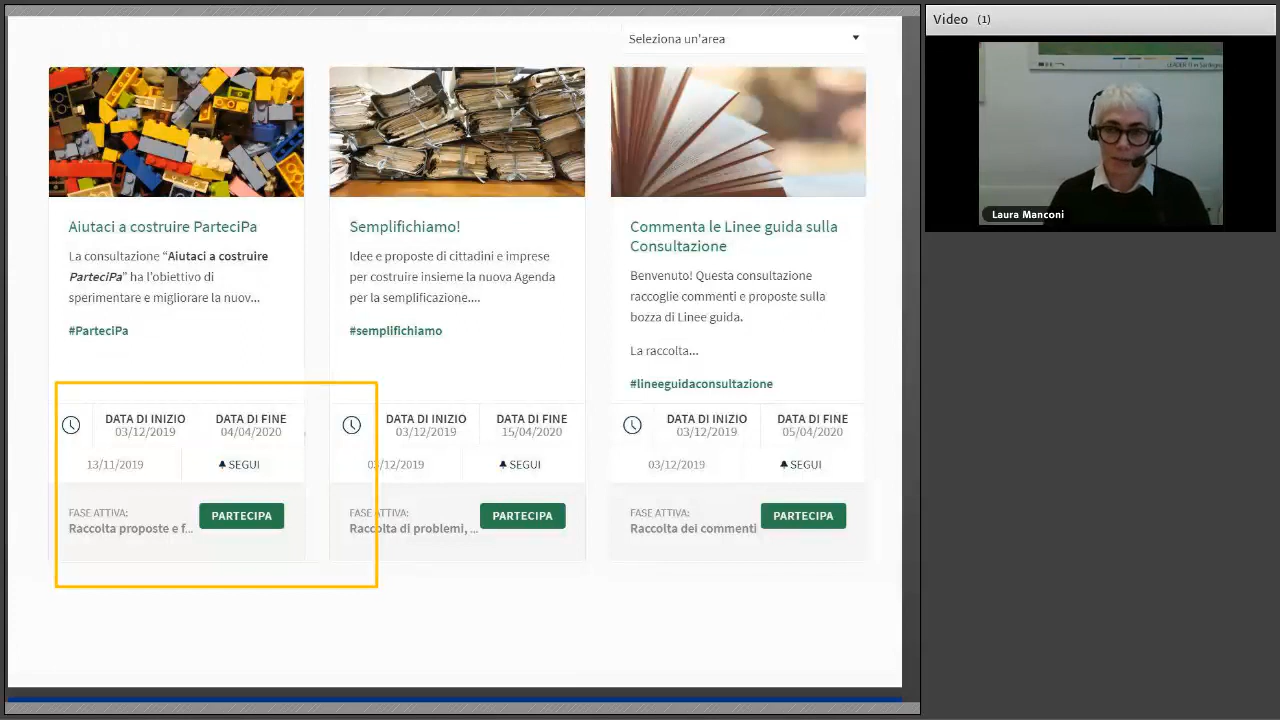 Video (1)
Seleziona un'area
Laura Manconi
Aiutaci a costruire ParteciPa
La consultazione “Aiutaci a costruire
ParteciPa” ha l'obiettivo di
sperimentare e migliorare la nuov...
#ParteciPa
DATA DI INIZIO
03/12/2019
DATA DI FINE
04/04/2020
13/11/2019
SEGUI
FASE ATTIVA:
Raccolta proposte e f...
PARTECIPA
Semplifichiamo!
Idee e proposte di cittadini e imprese
per costruire insieme la nuova Agenda
per la semplificazione....
#semplifichiamo
DATA DI INIZIO
03/12/2019
DATA DI FINE
15/04/2020
03/12/2019
SEGUI
FASE ATTIVA:
Raccolta di problemi, ...
PARTECIPA
Commenta le Linee guida sulla
Consultazione
Benvenuto! Questa consultazione
raccoglie commenti e proposte sulla
bozza di Linee guida.
La raccolta...
#lineeguidaconsultazione
DATA DI INIZIO
03/12/2019
DATA DI FINE
05/04/2020
03/12/2019
SEGUI
FASE ATTIVA:
Raccolta dei commenti
PARTECIPA